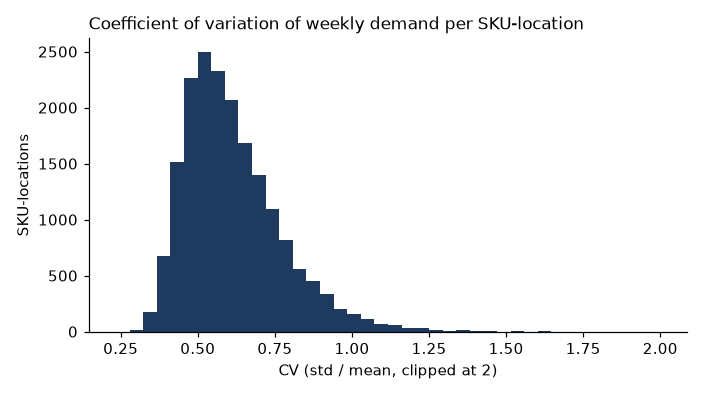 Coefficient of variation of weekly demand per SKU-location
2500
2000
1500
1000
500
0
SKU-locations
0.25 0.50 0.75 1.00 1.25 1.50 1.75 2.00
CV (std / mean, clipped at 2)